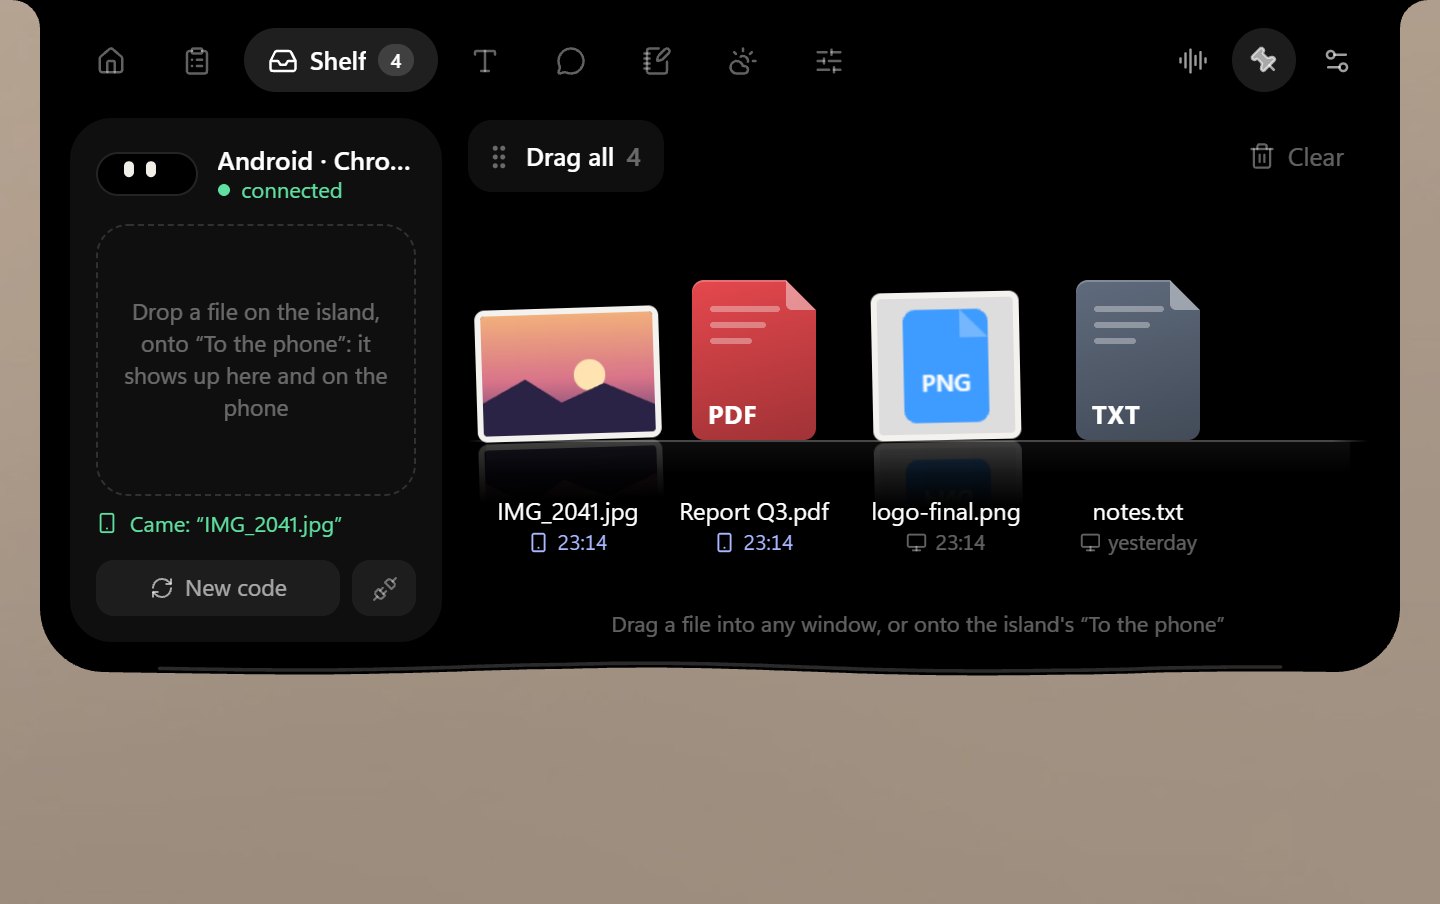 Shelf 4
Android · Chro...
connected
Drop a file on the island,
onto “To the phone”: it
shows up here and on the
phone
Came: “IMG_2041.jpg”
New code
Drag all 4
Clear
PDF
PNG
TXT
IMG_2041.jpg
23:14
Report Q3.pdf
23:14
logo-final.png
23:14
notes.txt
yesterday
Drag a file into any window, or onto the island's “To the phone”